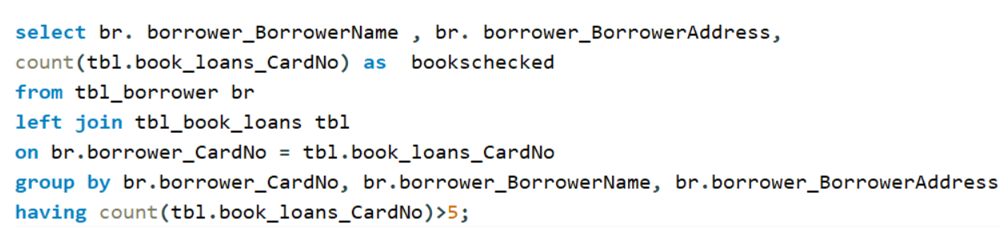 select br. borrower_BorrowerName , br. borrower_BorrowerAddress,
count(tbl.book_loans_CardNo) as  bookschecked
from tbl_borrower br
left join tbl_book_loans tbl
on br.borrower_CardNo = tbl.book_loans_CardNo
group by br.borrower_CardNo, br.borrower_BorrowerName, br.borrower_BorrowerAddress
having count(tbl.book_loans_CardNo)>5;